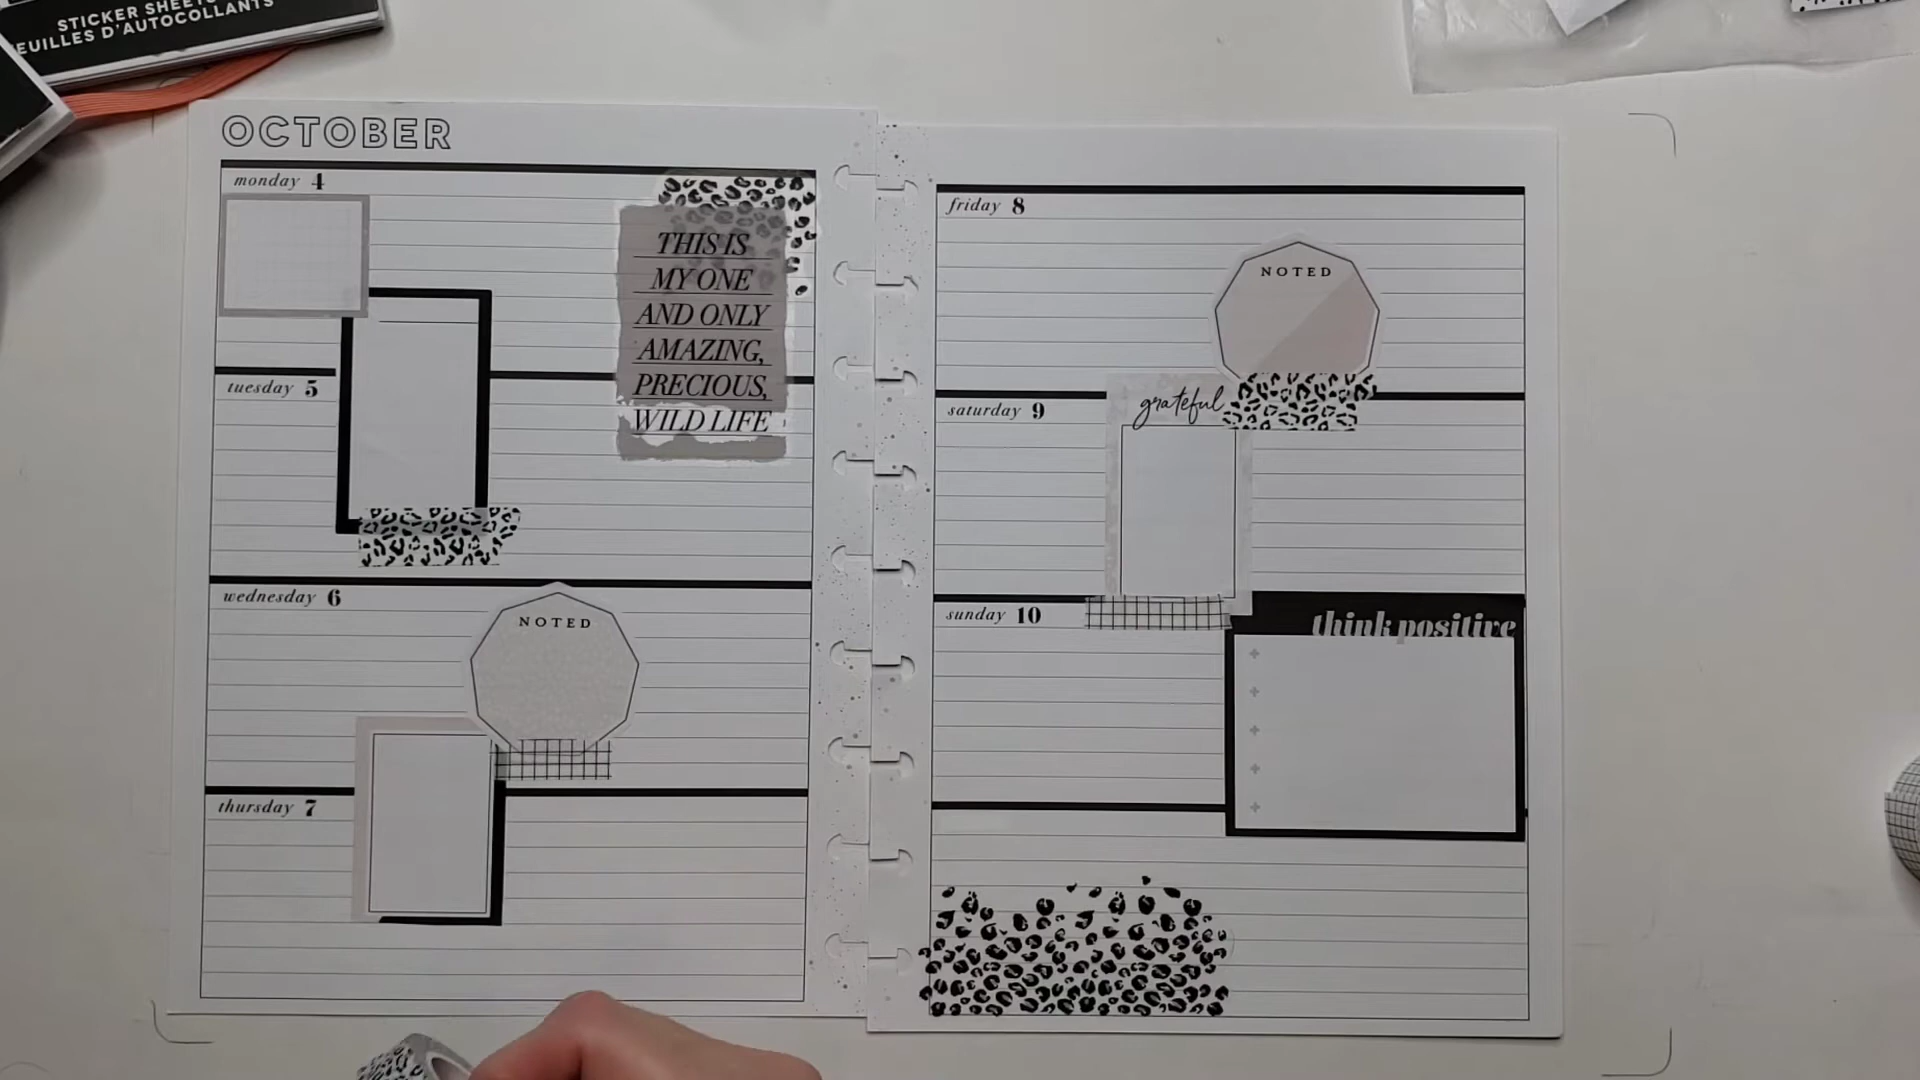 STICKER SHEETS
FEUILLES D'AUTOCOLLANTS
OCTOBER
monday 4
THIS IS
MY ONE
AND ONLY
AMAZING,
PRECIOUS,
WILD LIFE
tuesday 5
wednesday 6
NOTED
thursday 7
friday 8
NOTED
saturday 9
grateful
sunday 10
think positive